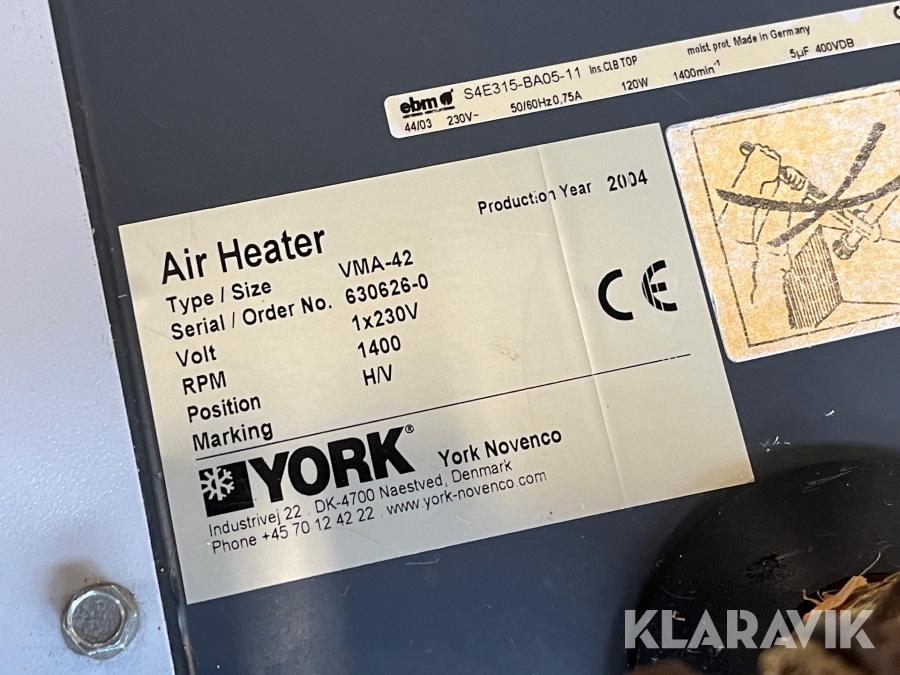 ebm S4E315-BA05-11 Ins.CLB TOP moist.prot. Made in Germany
44/03 230V~ 50/60Hz 0,75A 120W 1400min-1 5µF 400VDB
Air Heater Production Year 2004
Type / Size VMA-42
Serial / Order No. 630626-0
Volt 1x230V
RPM 1400
Position H/V
Marking
CE
YORK® York Novenco
Industrivej 22 . DK-4700 Naestved, Denmark
Phone +45 70 12 42 22 . www.york-novenco.com
KLARAVIK